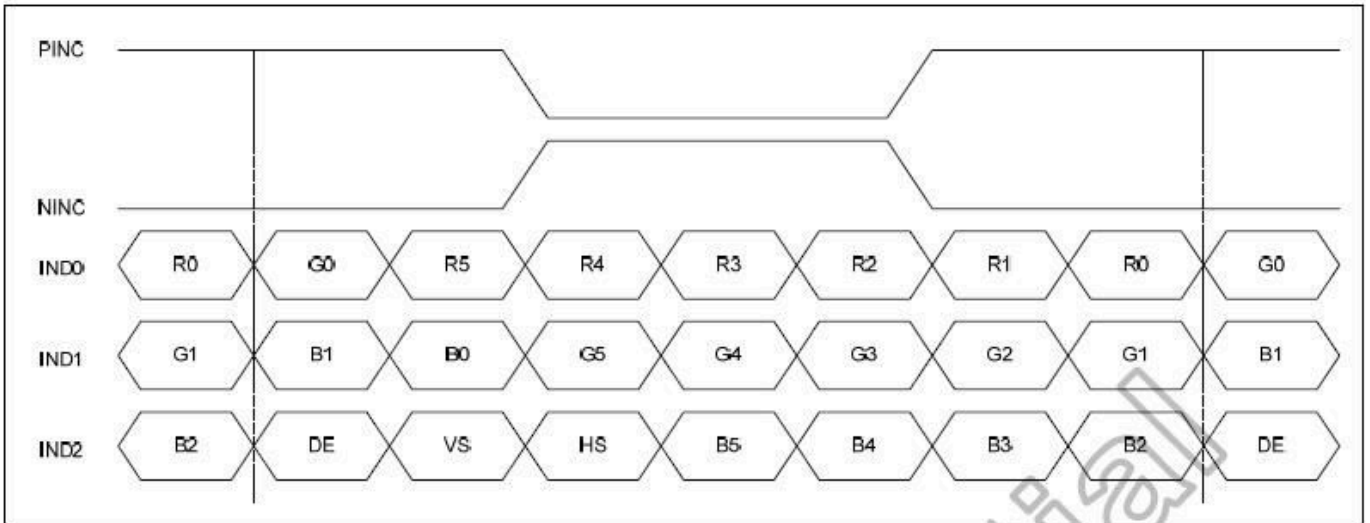 PINC
NINC
IND0 R0 G0 R5 R4 R3 R2 R1 R0 G0
IND1 G1 B1 B0 G5 G4 G3 G2 G1 B1
IND2 B2 DE VS HS B5 B4 B3 B2 DE